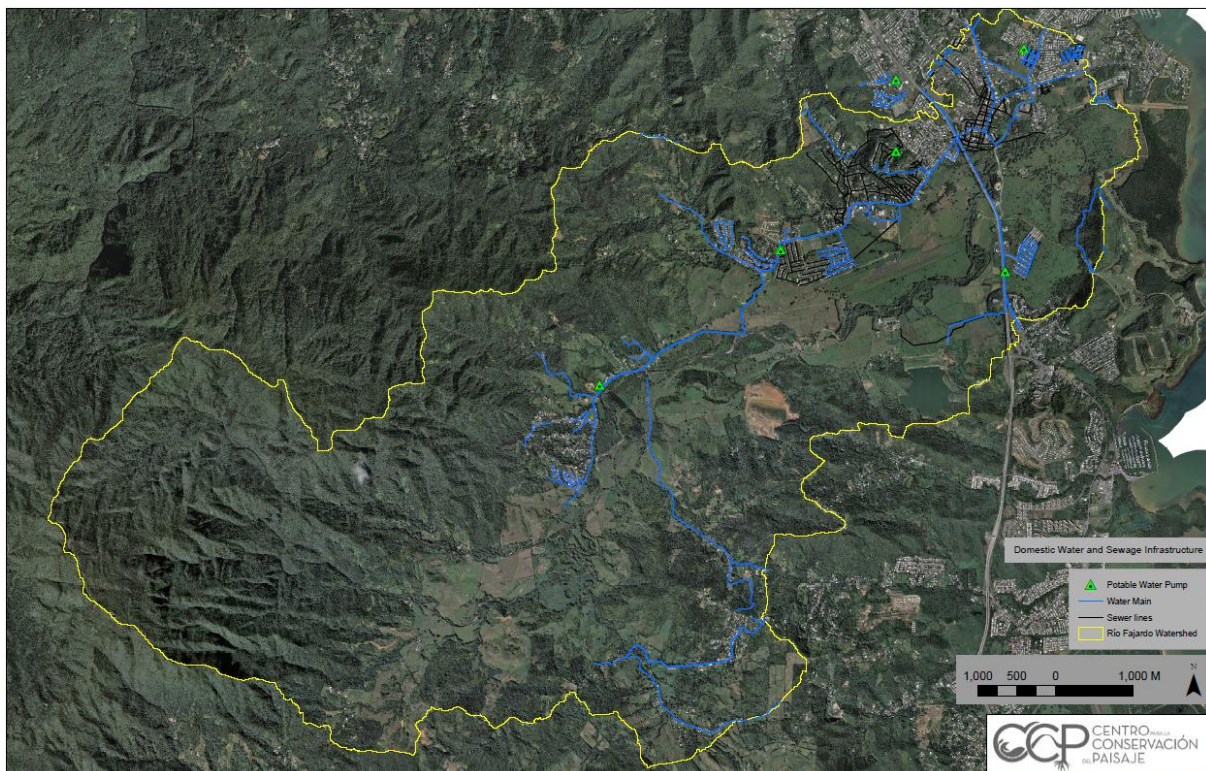 Domestic Water and Sewage Infrastructure
Potable Water Pump
Water Main
Sewer lines
Río Fajardo Watershed
1,000 500 0 1,000 M
N
CCP
CENTRO PARA LA
CONSERVACIÓN
DEL PAISAJE